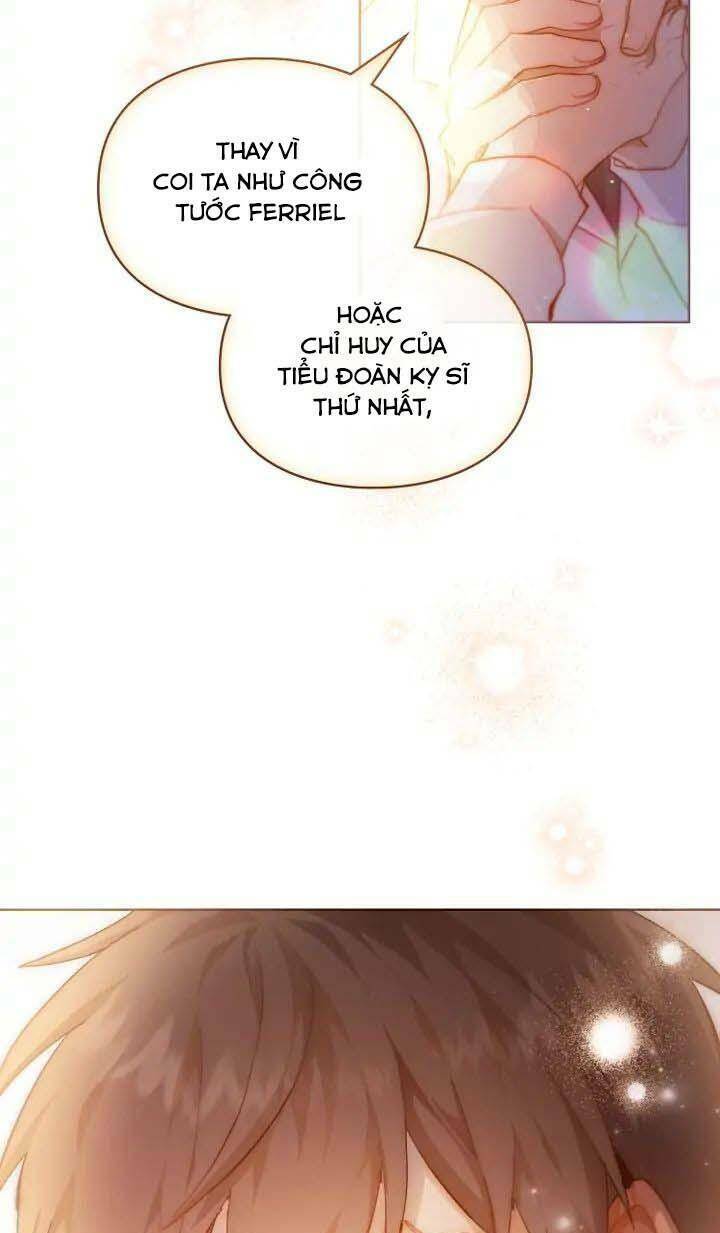 THAY VÌ
COI TA NHƯ CÔNG
TƯỚC FERRIEL
HOẶC
CHỈ HUY CỦA
TIỂU ĐOÀN KỴ SĨ
THỨ NHẤT,